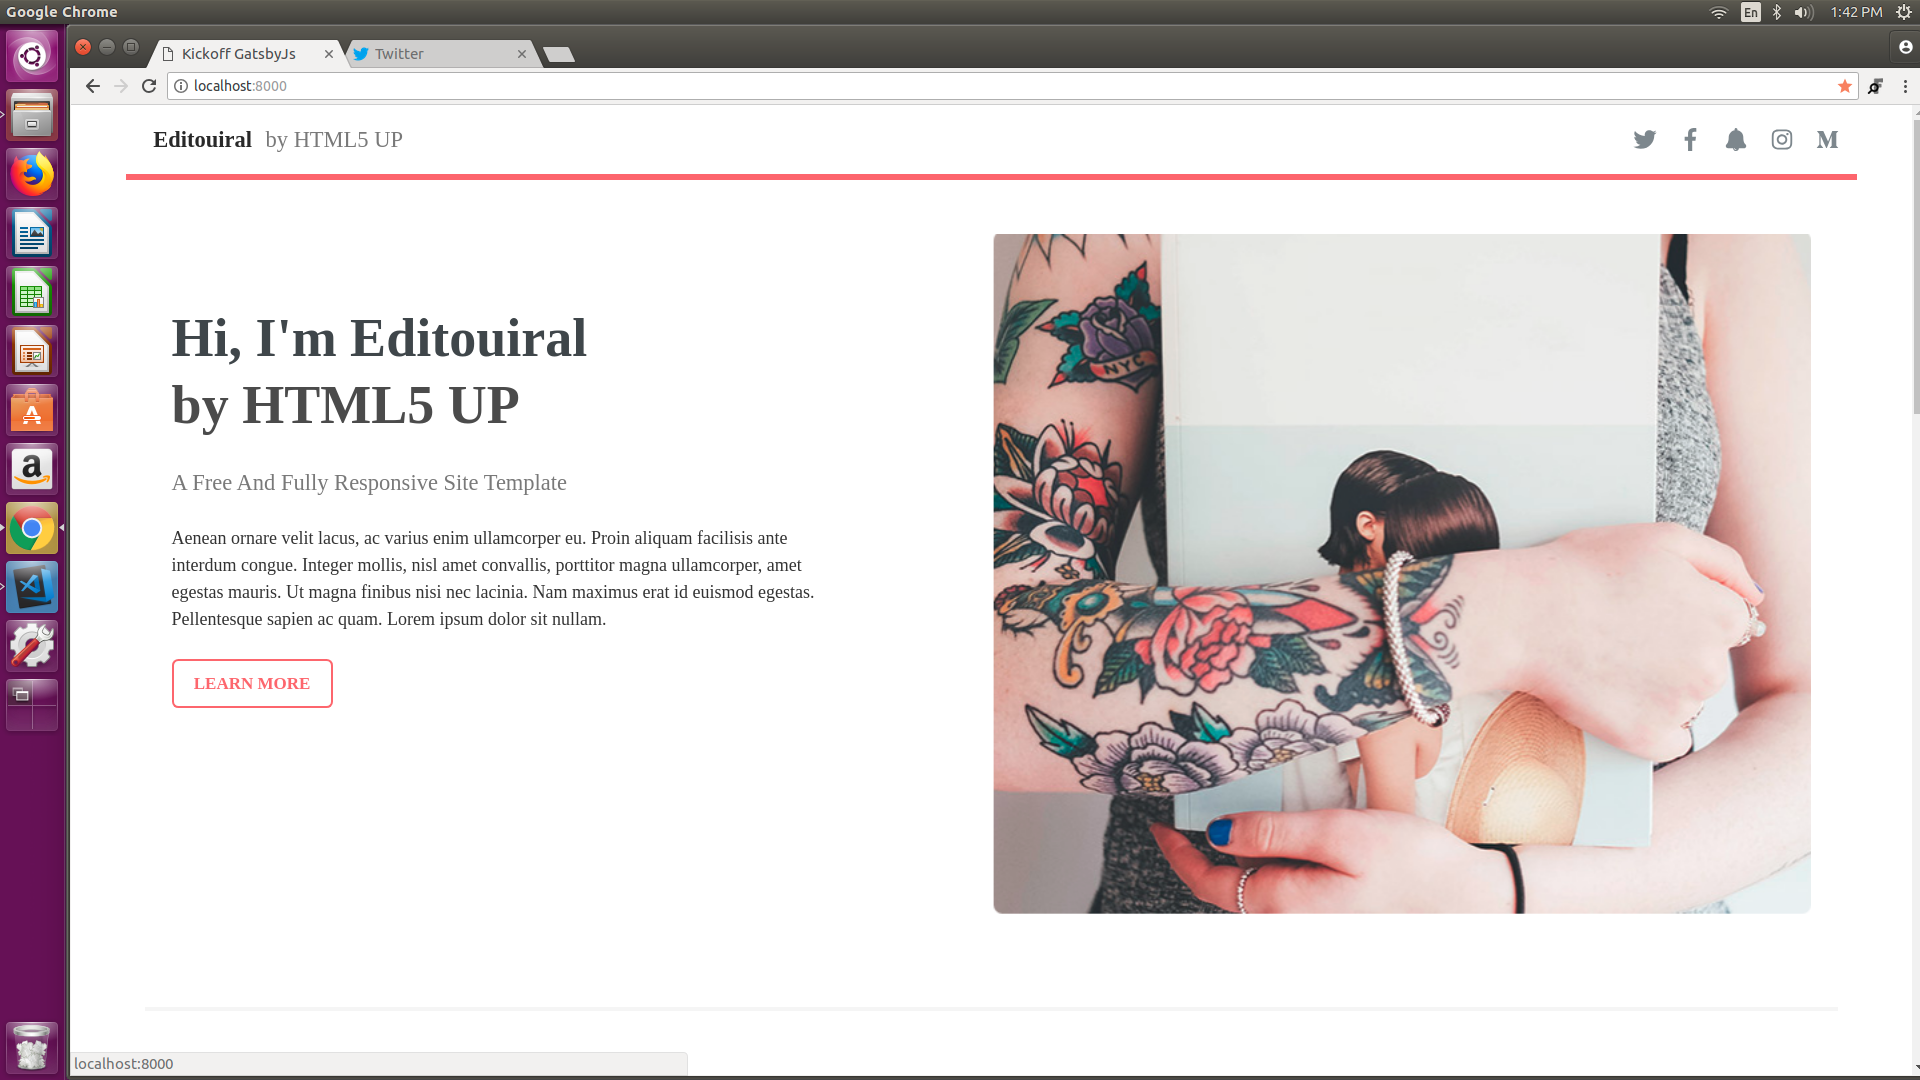 Google Chrome
En
1:42 PM
Kickoff GatsbyJs
Twitter
localhost:8000
Editouiral by HTML5 UP
Hi, I'm Editouiral
by HTML5 UP
A Free And Fully Responsive Site Template
Aenean ornare velit lacus, ac varius enim ullamcorper eu. Proin aliquam facilisis ante
interdum congue. Integer mollis, nisl amet convallis, porttitor magna ullamcorper, amet
egestas mauris. Ut magna finibus nisi nec lacinia. Nam maximus erat id euismod egestas.
Pellentesque sapien ac quam. Lorem ipsum dolor sit nullam.
LEARN MORE
NYC
localhost:8000